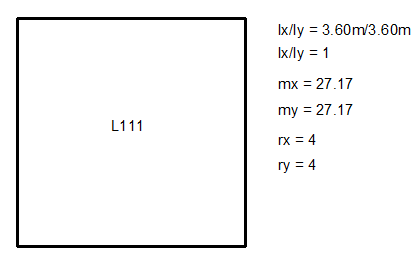 lx/ly = 3.60m/3.60m
lx/ly = 1
mx = 27.17
my = 27.17
rx = 4
ry = 4
L111